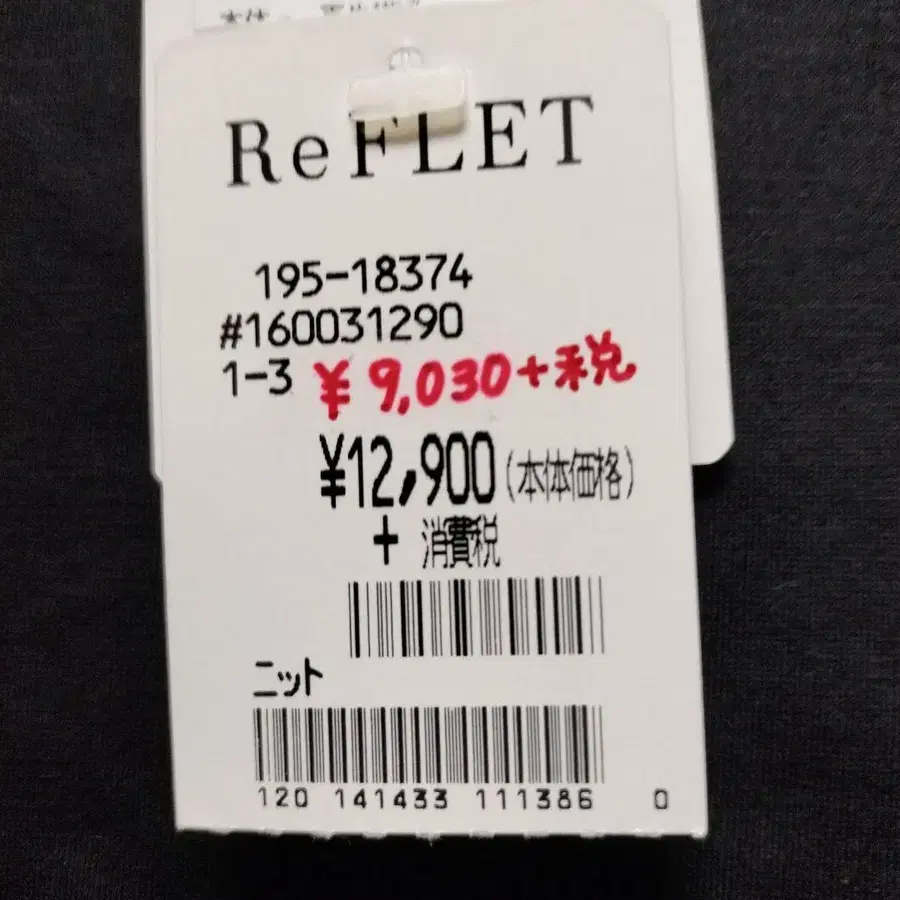 ReFLET
195-18374
#160031290
1-3 ¥9,030+税
¥12,900(本体価格)
+ 消費税
ニット
120 141433 111386 0